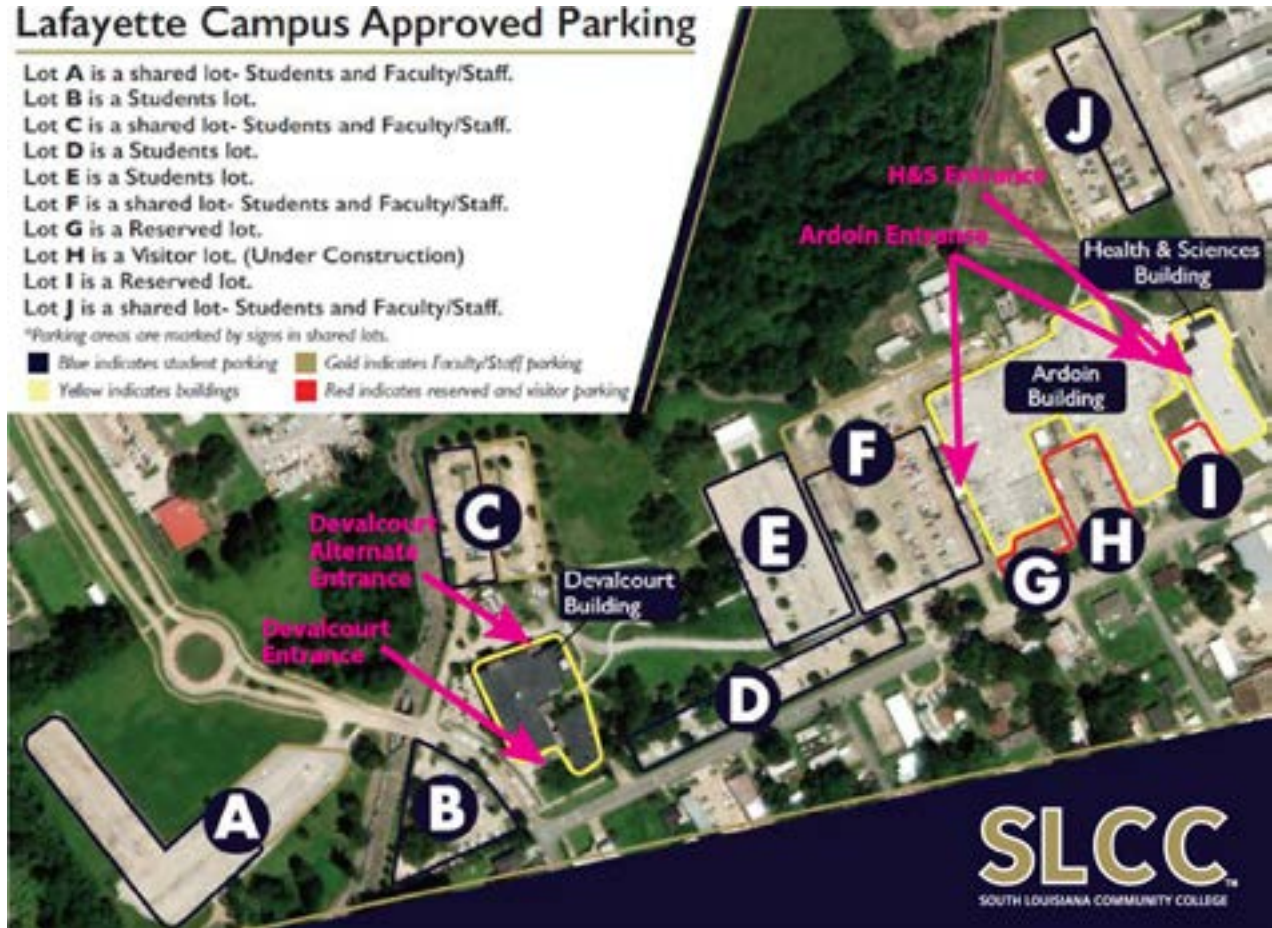 Lafayette Campus Approved Parking
Lot A is a shared lot- Students and Faculty/Staff.
Lot B is a Students lot.
Lot C is a shared lot- Students and Faculty/Staff.
Lot D is a Students lot.
Lot E is a Students lot.
Lot F is a shared lot- Students and Faculty/Staff.
Lot G is a Reserved lot.
Lot H is a Visitor lot. (Under Construction)
Lot I is a Reserved lot.
Lot J is a shared lot- Students and Faculty/Staff.
*Parking areas are marked by signs in shared lots.
Blue indicates student parking
Gold indicates Faculty/Staff parking
Yellow indicates buildings
Red indicates reserved and visitor parking
J
H&S Entrance
Ardoin Entrance
Health & Sciences
Building
Ardoin
Building
F
C
I
E
H
G
Devalcourt
Alternate
Entrance
Devalcourt
Building
Devalcourt
Entrance
D
B
A
SLCC
TM
SOUTH LOUISIANA COMMUNITY COLLEGE